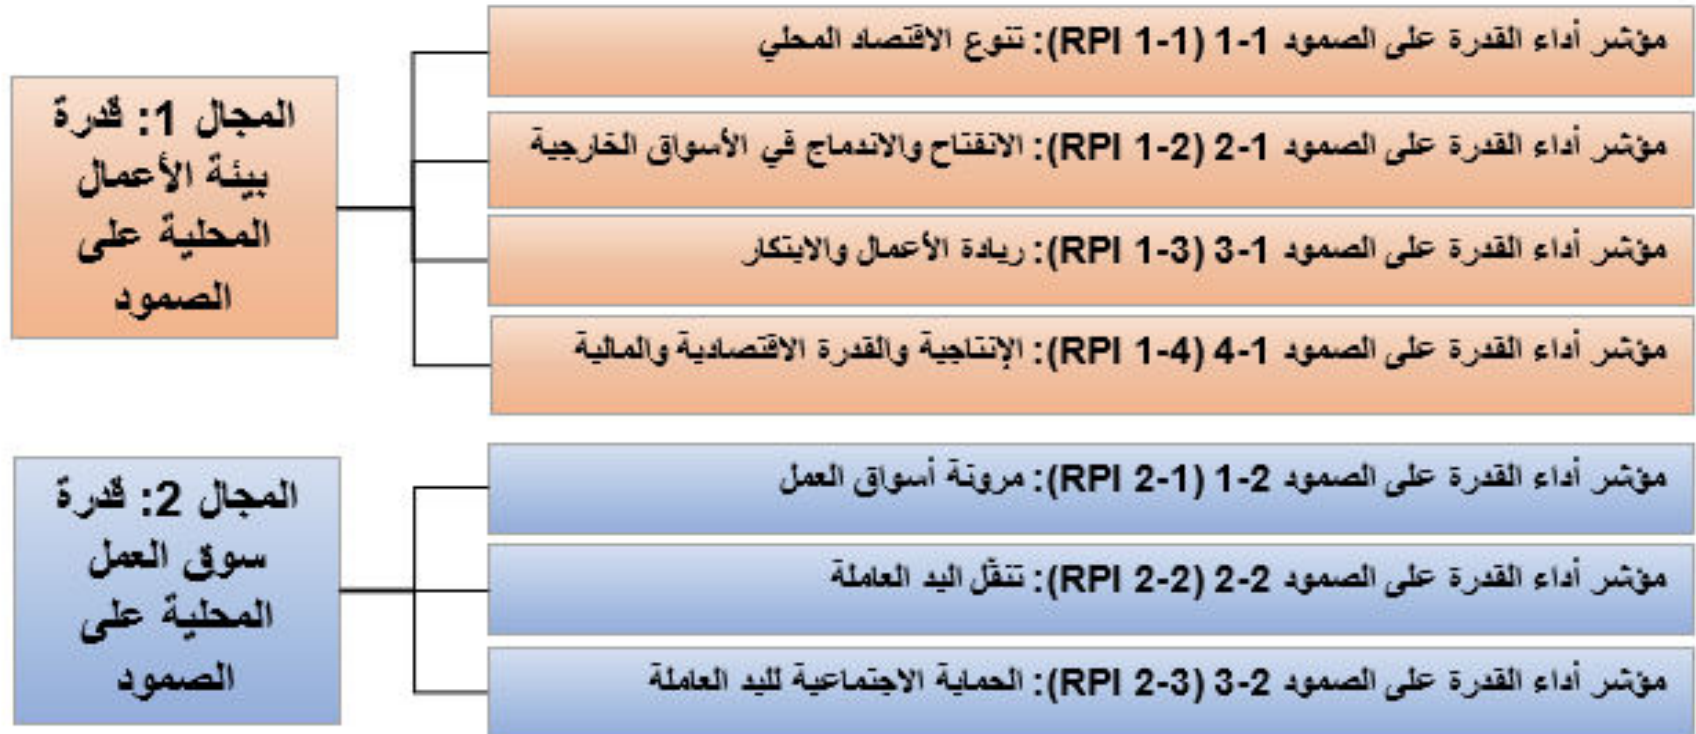 المجال 1: قدرة
بيئة الأعمال
المحلية على
الصمود
مؤشر أداء القدرة على الصمود 1-1 (RPI 1-1): تنوع الاقتصاد المحلي
مؤشر أداء القدرة على الصمود 1-2 (RPI 1-2): الانفتاح والاندماج في الأسواق الخارجية
مؤشر أداء القدرة على الصمود 1-3 (RPI 1-3): ريادة الأعمال والابتكار
مؤشر أداء القدرة على الصمود 1-4 (RPI 1-4): الإنتاجية والقدرة الاقتصادية والمالية
المجال 2: قدرة
سوق العمل
المحلية على
الصمود
مؤشر أداء القدرة على الصمود 2-1 (RPI 2-1): مرونة أسواق العمل
مؤشر أداء القدرة على الصمود 2-2 (RPI 2-2): تنقّل اليد العاملة
مؤشر أداء القدرة على الصمود 2-3 (RPI 2-3): الحماية الاجتماعية لليد العاملة